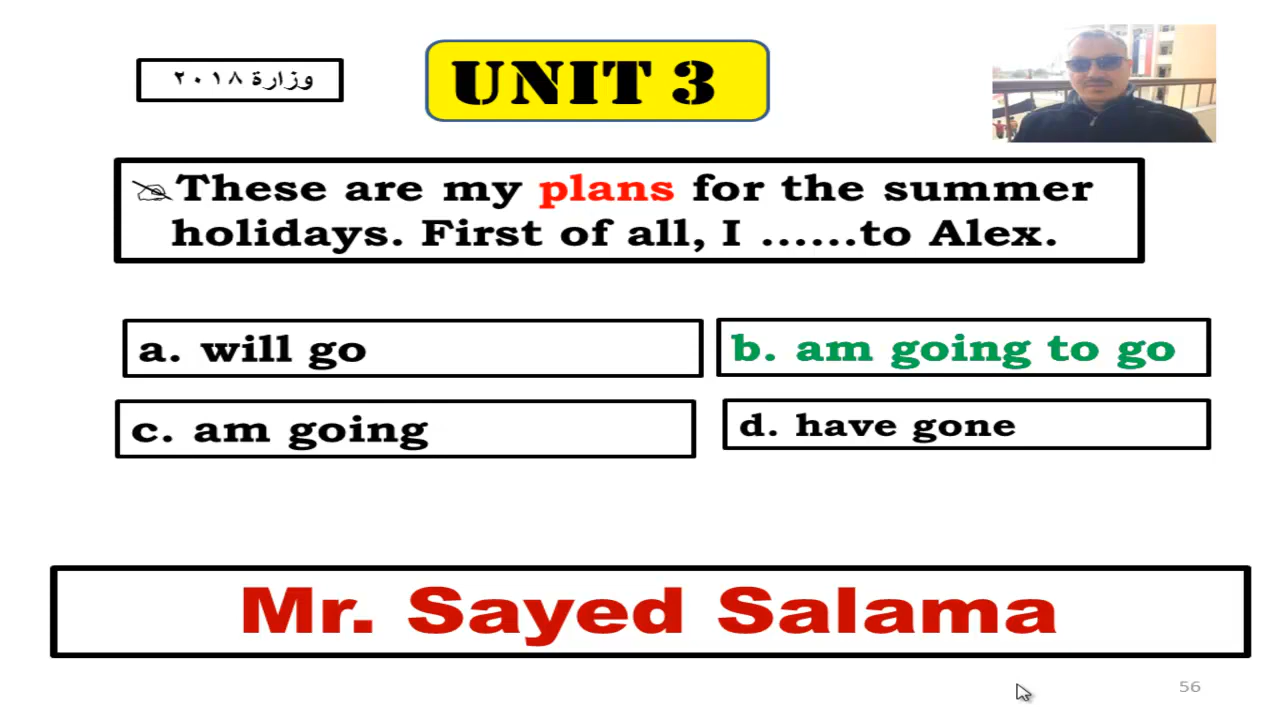 وزارة ٢٠١٨
UNIT 3
These are my plans for the summer
holidays. First of all, I ......to Alex.
a. will go
b. am going to go
c. am going
d. have gone
Mr. Sayed Salama
56